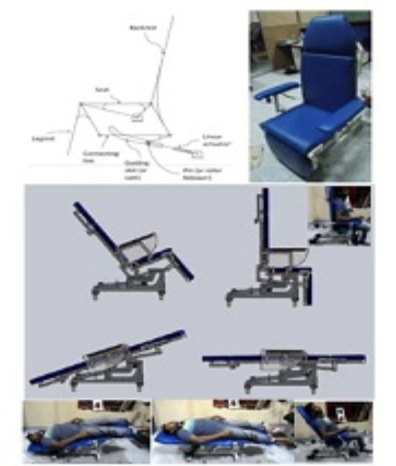 Backrest
Seat
Legrest
Connecting
link
Guiding
slot (or
cam)
Linear
actuator
Pin (or roller
follower)